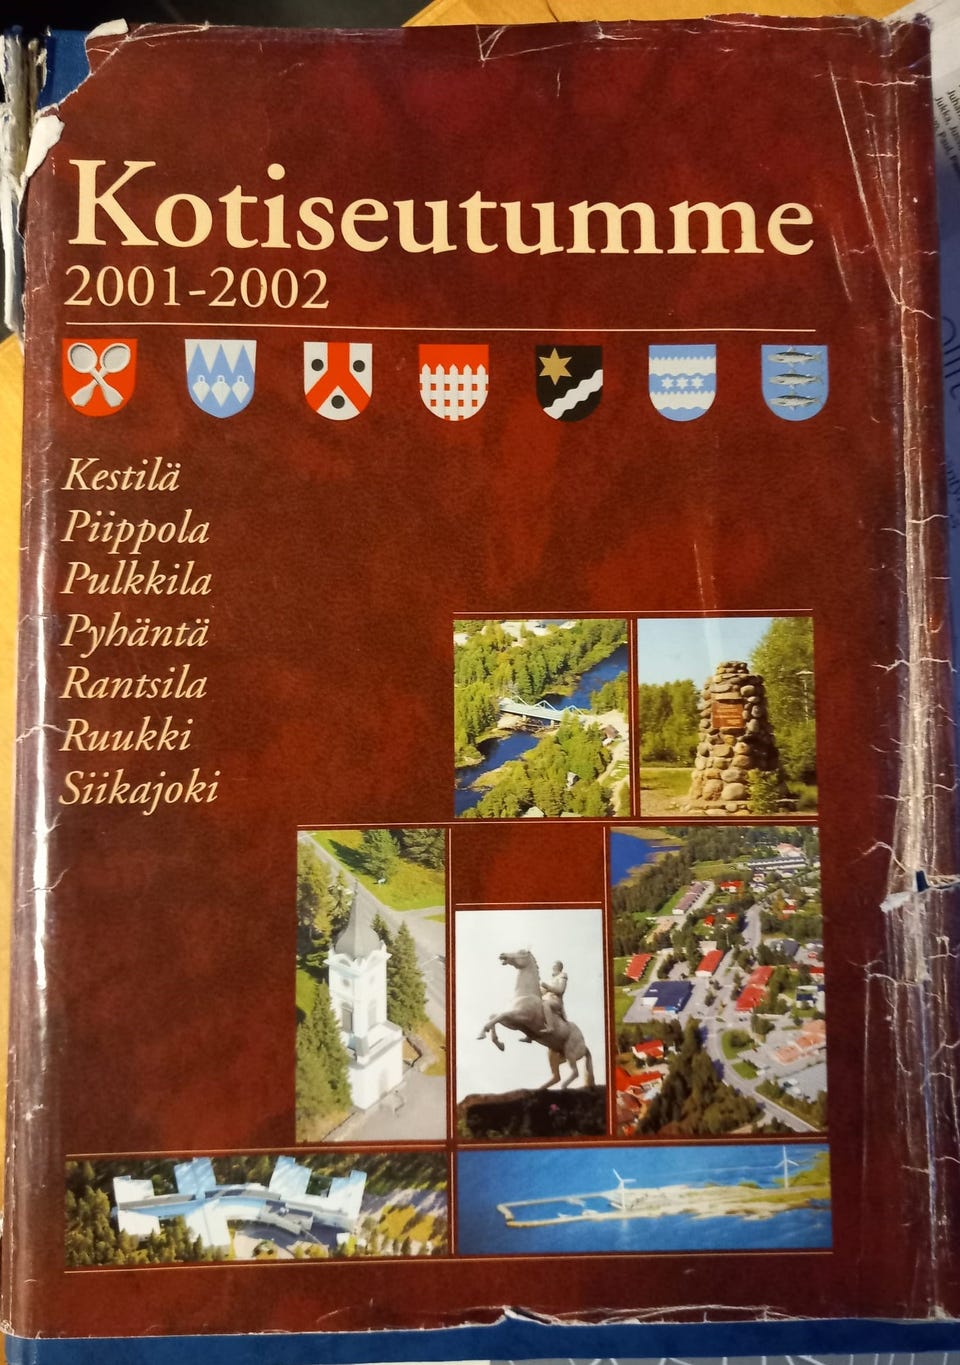 Kotiseutumme
2001-2002
Kestilä
Piippola
Pulkkila
Pyhäntä
Rantsila
Ruukki
Siikajoki